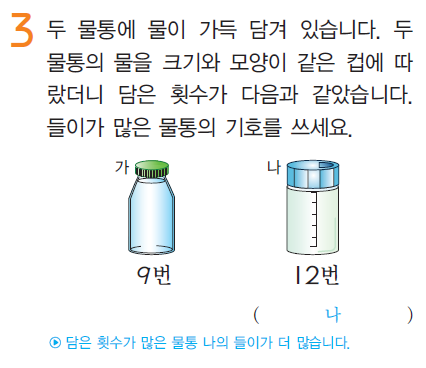 3 두 물통에 물이 가득 담겨 있습니다. 두
물통의 물을 크기와 모양이 같은 컵에 따
랐더니 담은 횟수가 다음과 같았습니다.
들이가 많은 물통의 기호를 쓰세요.
가 나
9번 12번
( 나 )
▷ 담은 횟수가 많은 물통 나의 들이가 더 많습니다.